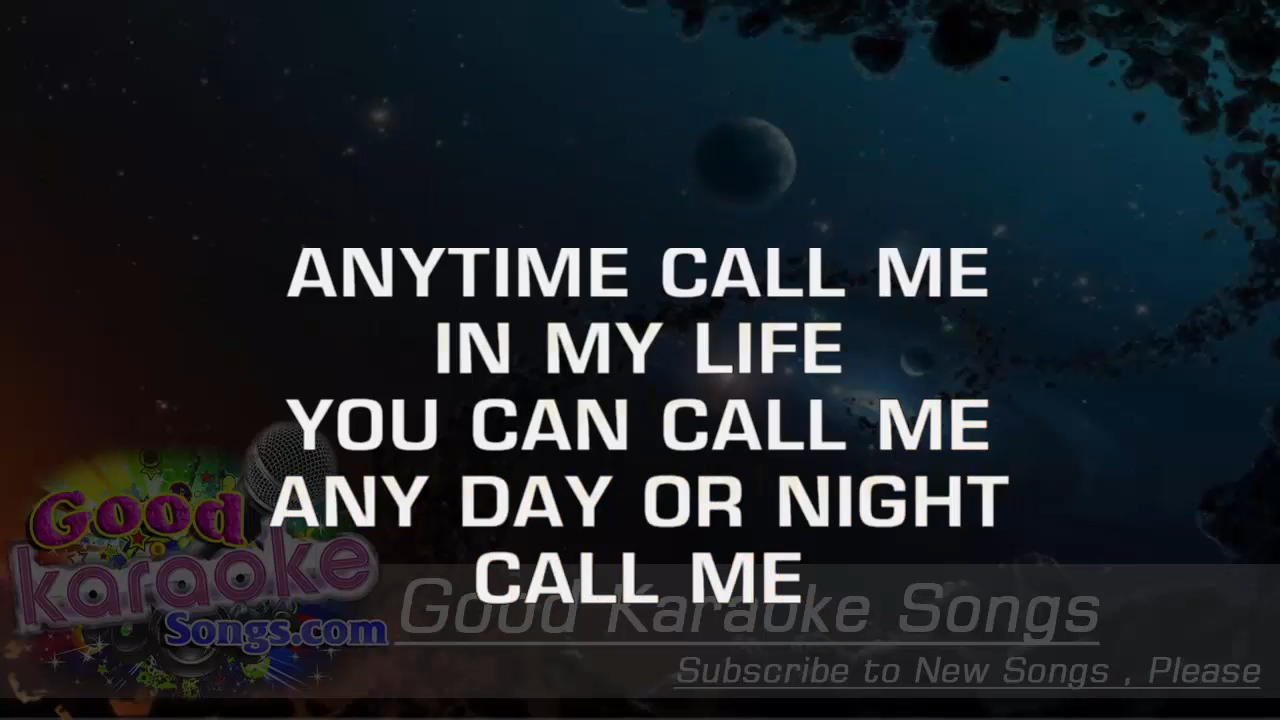 ANYTIME CALL ME
IN MY LIFE
YOU CAN CALL ME
ANY DAY OR NIGHT
CALL ME
Good
karaoke
Songs.com
Good Karaoke Songs
Subscribe to New Songs , Please